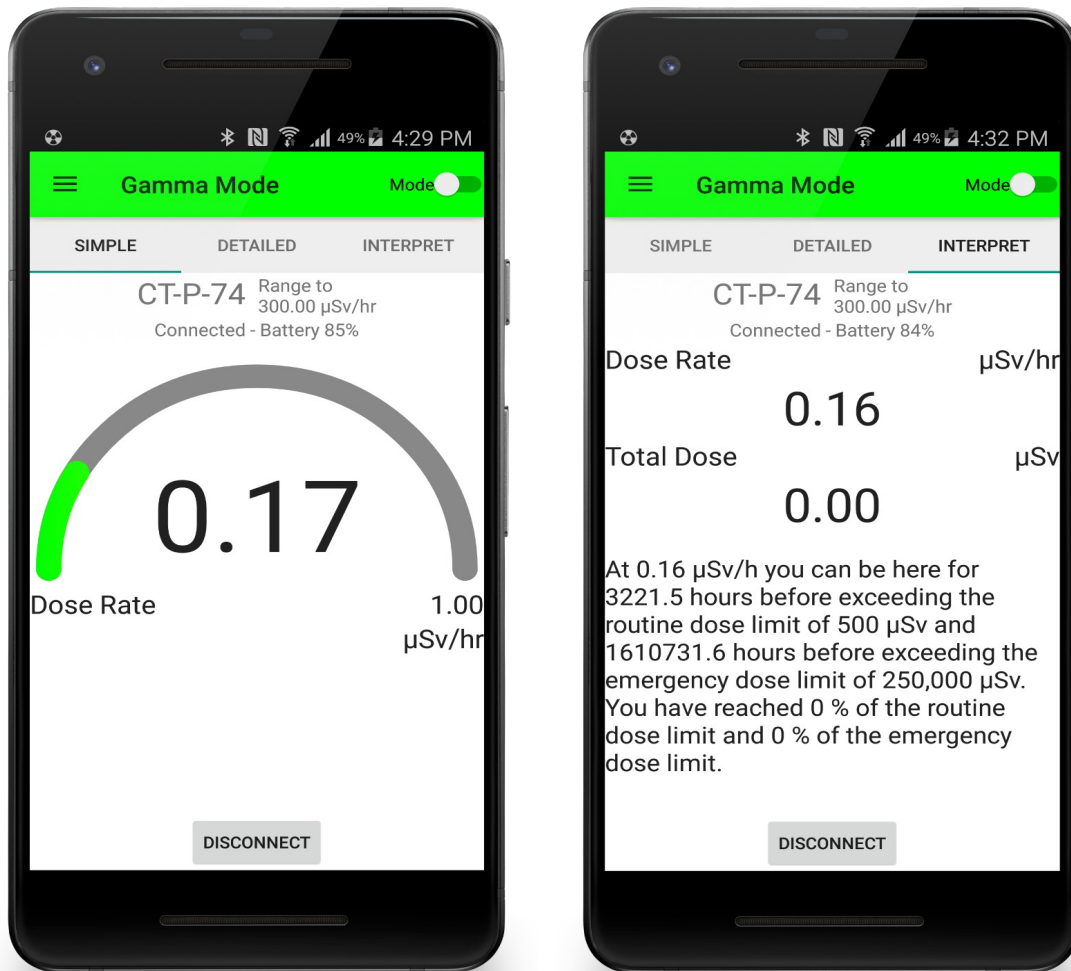 49% 4:29 PM
Gamma Mode Mode
SIMPLE DETAILED INTERPRET
CT-P-74 Range to
300.00 µSv/hr
Connected - Battery 85%
0.17
Dose Rate 1.00
µSv/hr
DISCONNECT
49% 4:32 PM
Gamma Mode Mode
SIMPLE DETAILED INTERPRET
CT-P-74 Range to
300.00 µSv/hr
Connected - Battery 84%
Dose Rate µSv/hr
0.16
Total Dose µSv
0.00
At 0.16 µSv/h you can be here for
3221.5 hours before exceeding the
routine dose limit of 500 µSv and
1610731.6 hours before exceeding the
emergency dose limit of 250,000 µSv.
You have reached 0 % of the routine
dose limit and 0 % of the emergency
dose limit.
DISCONNECT